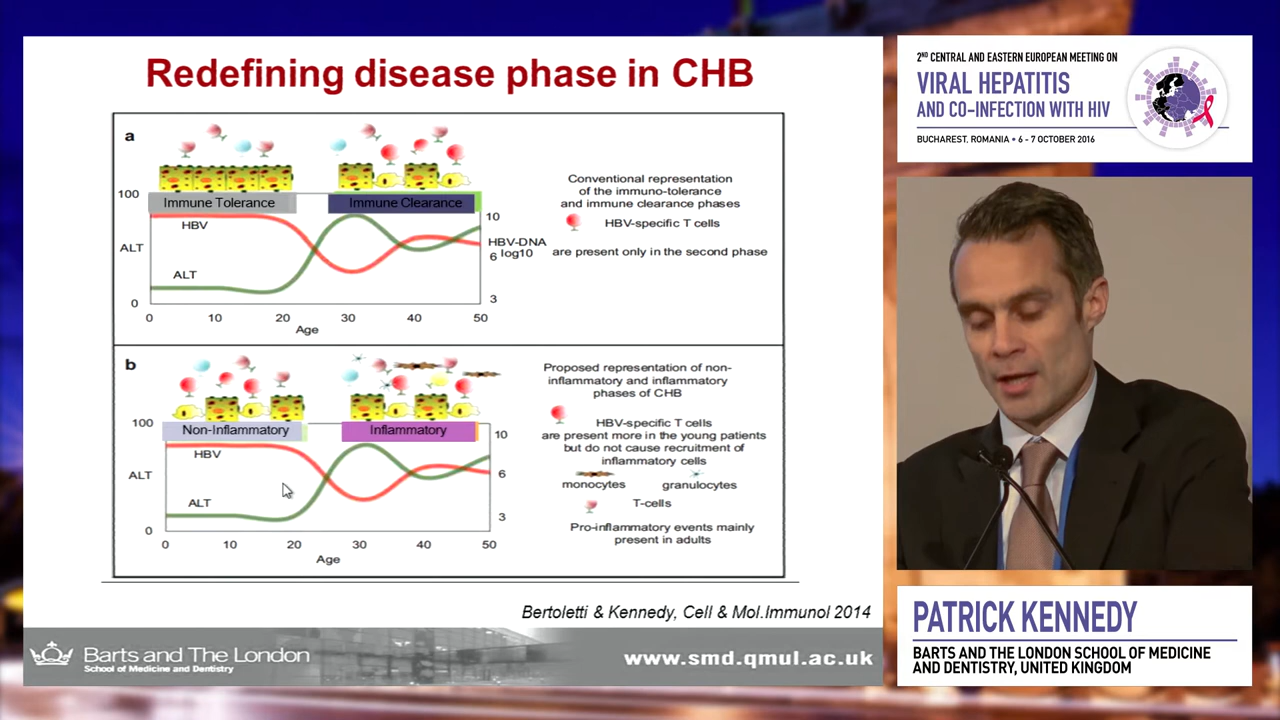 Redefining disease phase in CHB
a
Immune Tolerance
Immune Clearance
100
HBV
ALT
ALT
0
10
HBV-DNA
6 log10
3
0 10 20 30 40 50
Age
Conventional representation
of the immuno-tolerance
and immune clearance phases
HBV-specific T cells
are present only in the second phase
b
Non-Inflammatory
Inflammatory
100
HBV
ALT
ALT
0
10
6
3
0 10 20 30 40 50
Age
Proposed representation of non-
inflammatory and inflammatory
phases of CHB
HBV-specific T cells
are present more in the young patients
but do not cause recruitment of
inflammatory cells
monocytes granulocytes
T-cells
Pro-inflammatory events mainly
present in adults
Bertoletti & Kennedy, Cell & Mol.Immunol 2014
Barts and The London
School of Medicine and Dentistry
www.smd.qmul.ac.uk
2ND CENTRAL AND EASTERN EUROPEAN MEETING ON
VIRAL HEPATITIS
AND CO-INFECTION WITH HIV
BUCHAREST, ROMANIA • 6 - 7 OCTOBER 2016
PATRICK KENNEDY
BARTS AND THE LONDON SCHOOL OF MEDICINE
AND DENTISTRY, UNITED KINGDOM